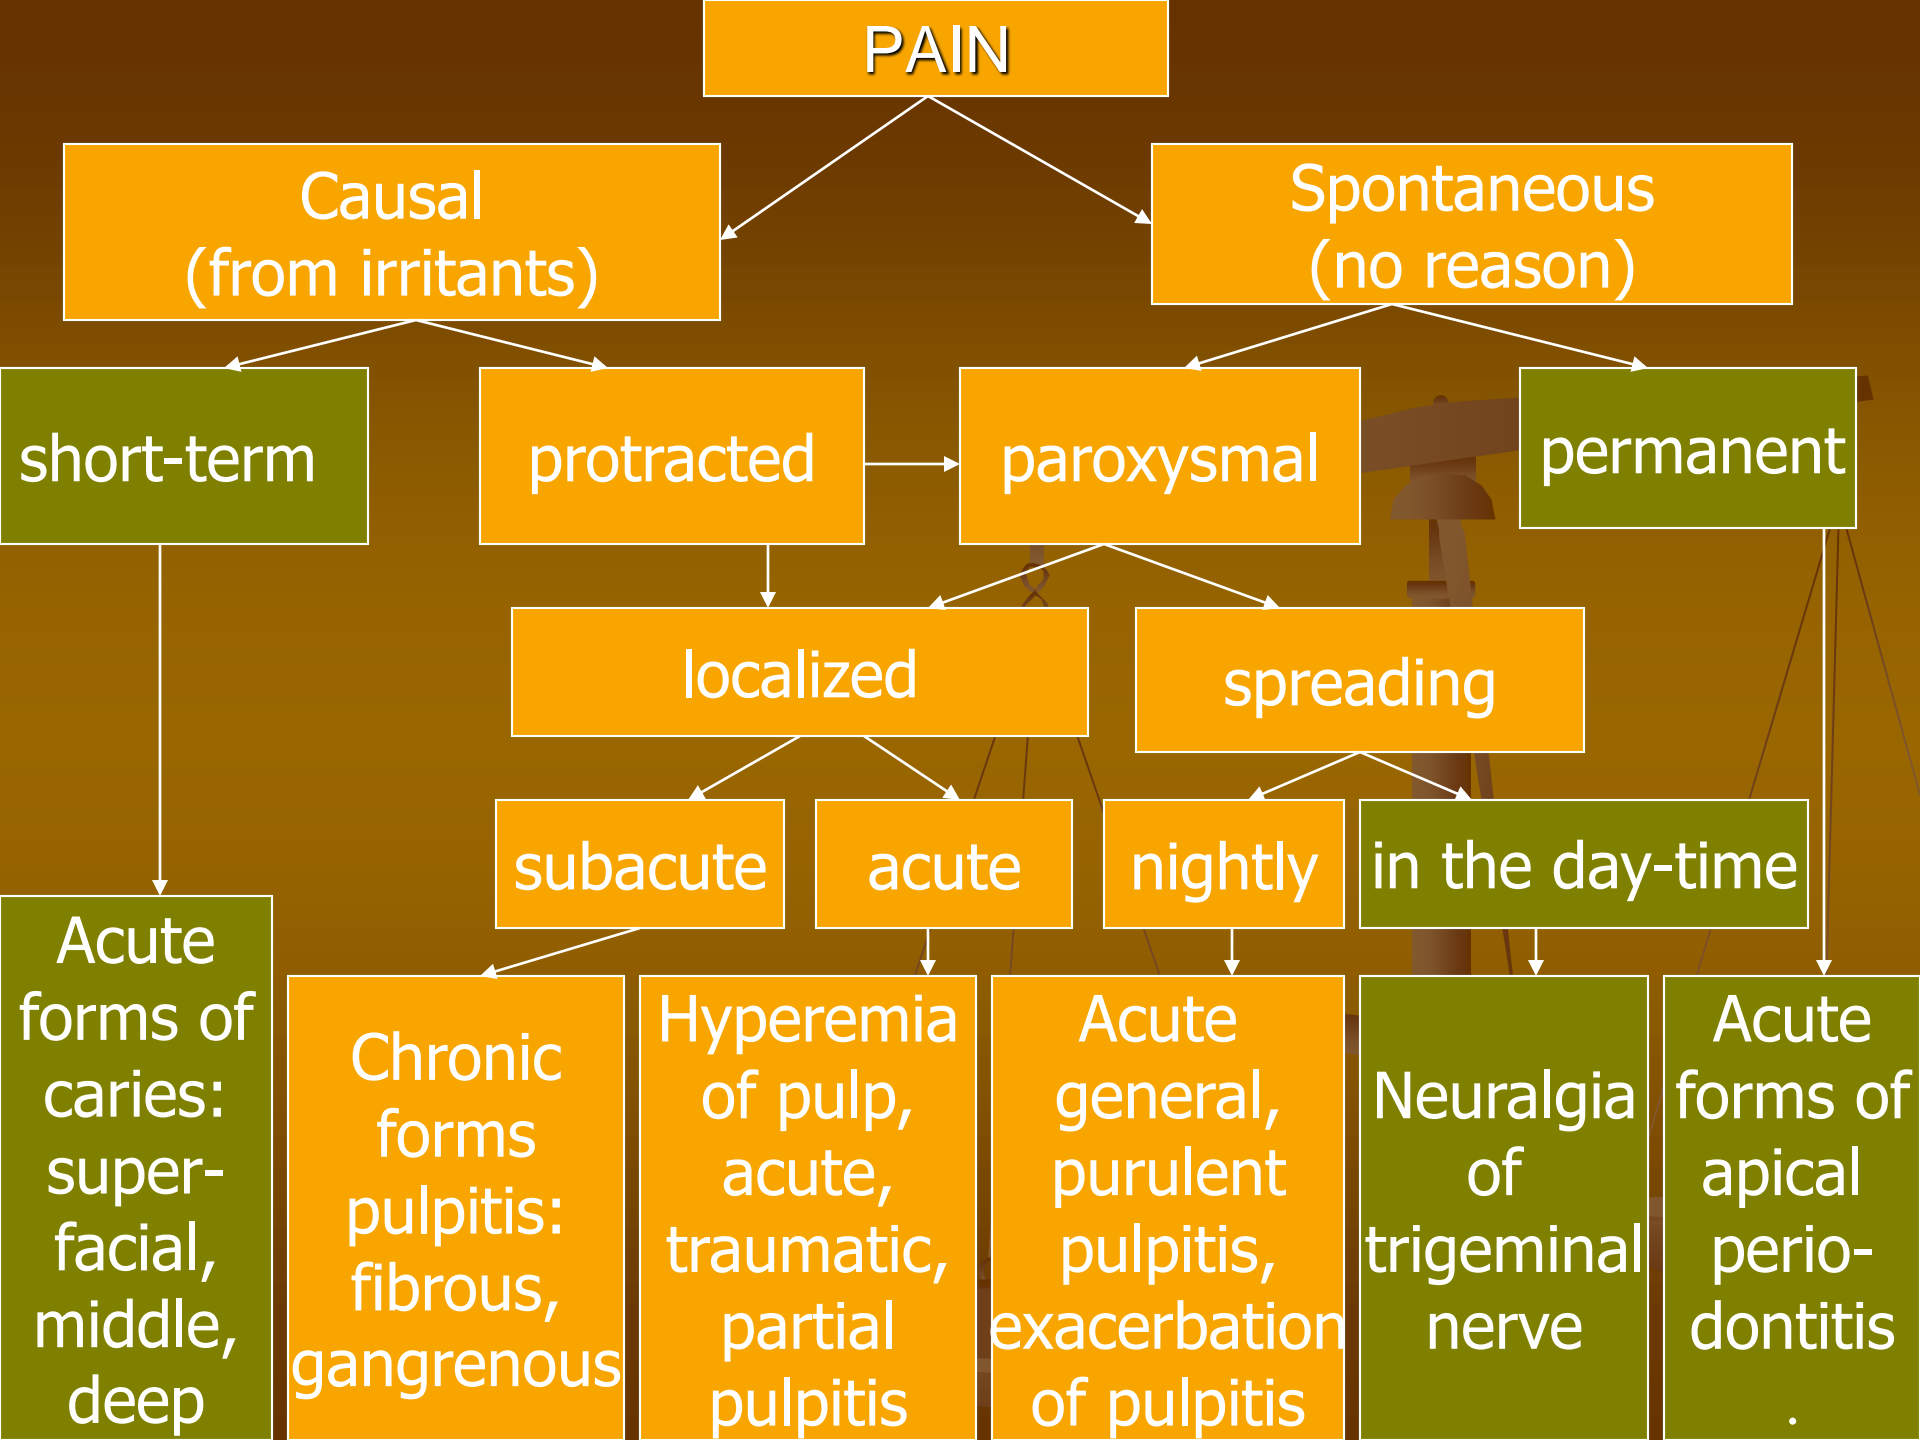 PAIN
Causal
(from irritants)
Spontaneous
(no reason)
short-term
protracted
paroxysmal
permanent
localized
spreading
subacute
acute
nightly
in the day-time
Acute
forms of
caries:
super-
facial,
middle,
deep
Chronic
forms
pulpitis:
fibrous,
gangrenous
Hyperemia
of pulp,
acute,
traumatic,
partial
pulpitis
Acute
general,
purulent
pulpitis,
exacerbation
of pulpitis
Neuralgia
of
trigeminal
nerve
Acute
forms of
apical
perio-
dontitis
.